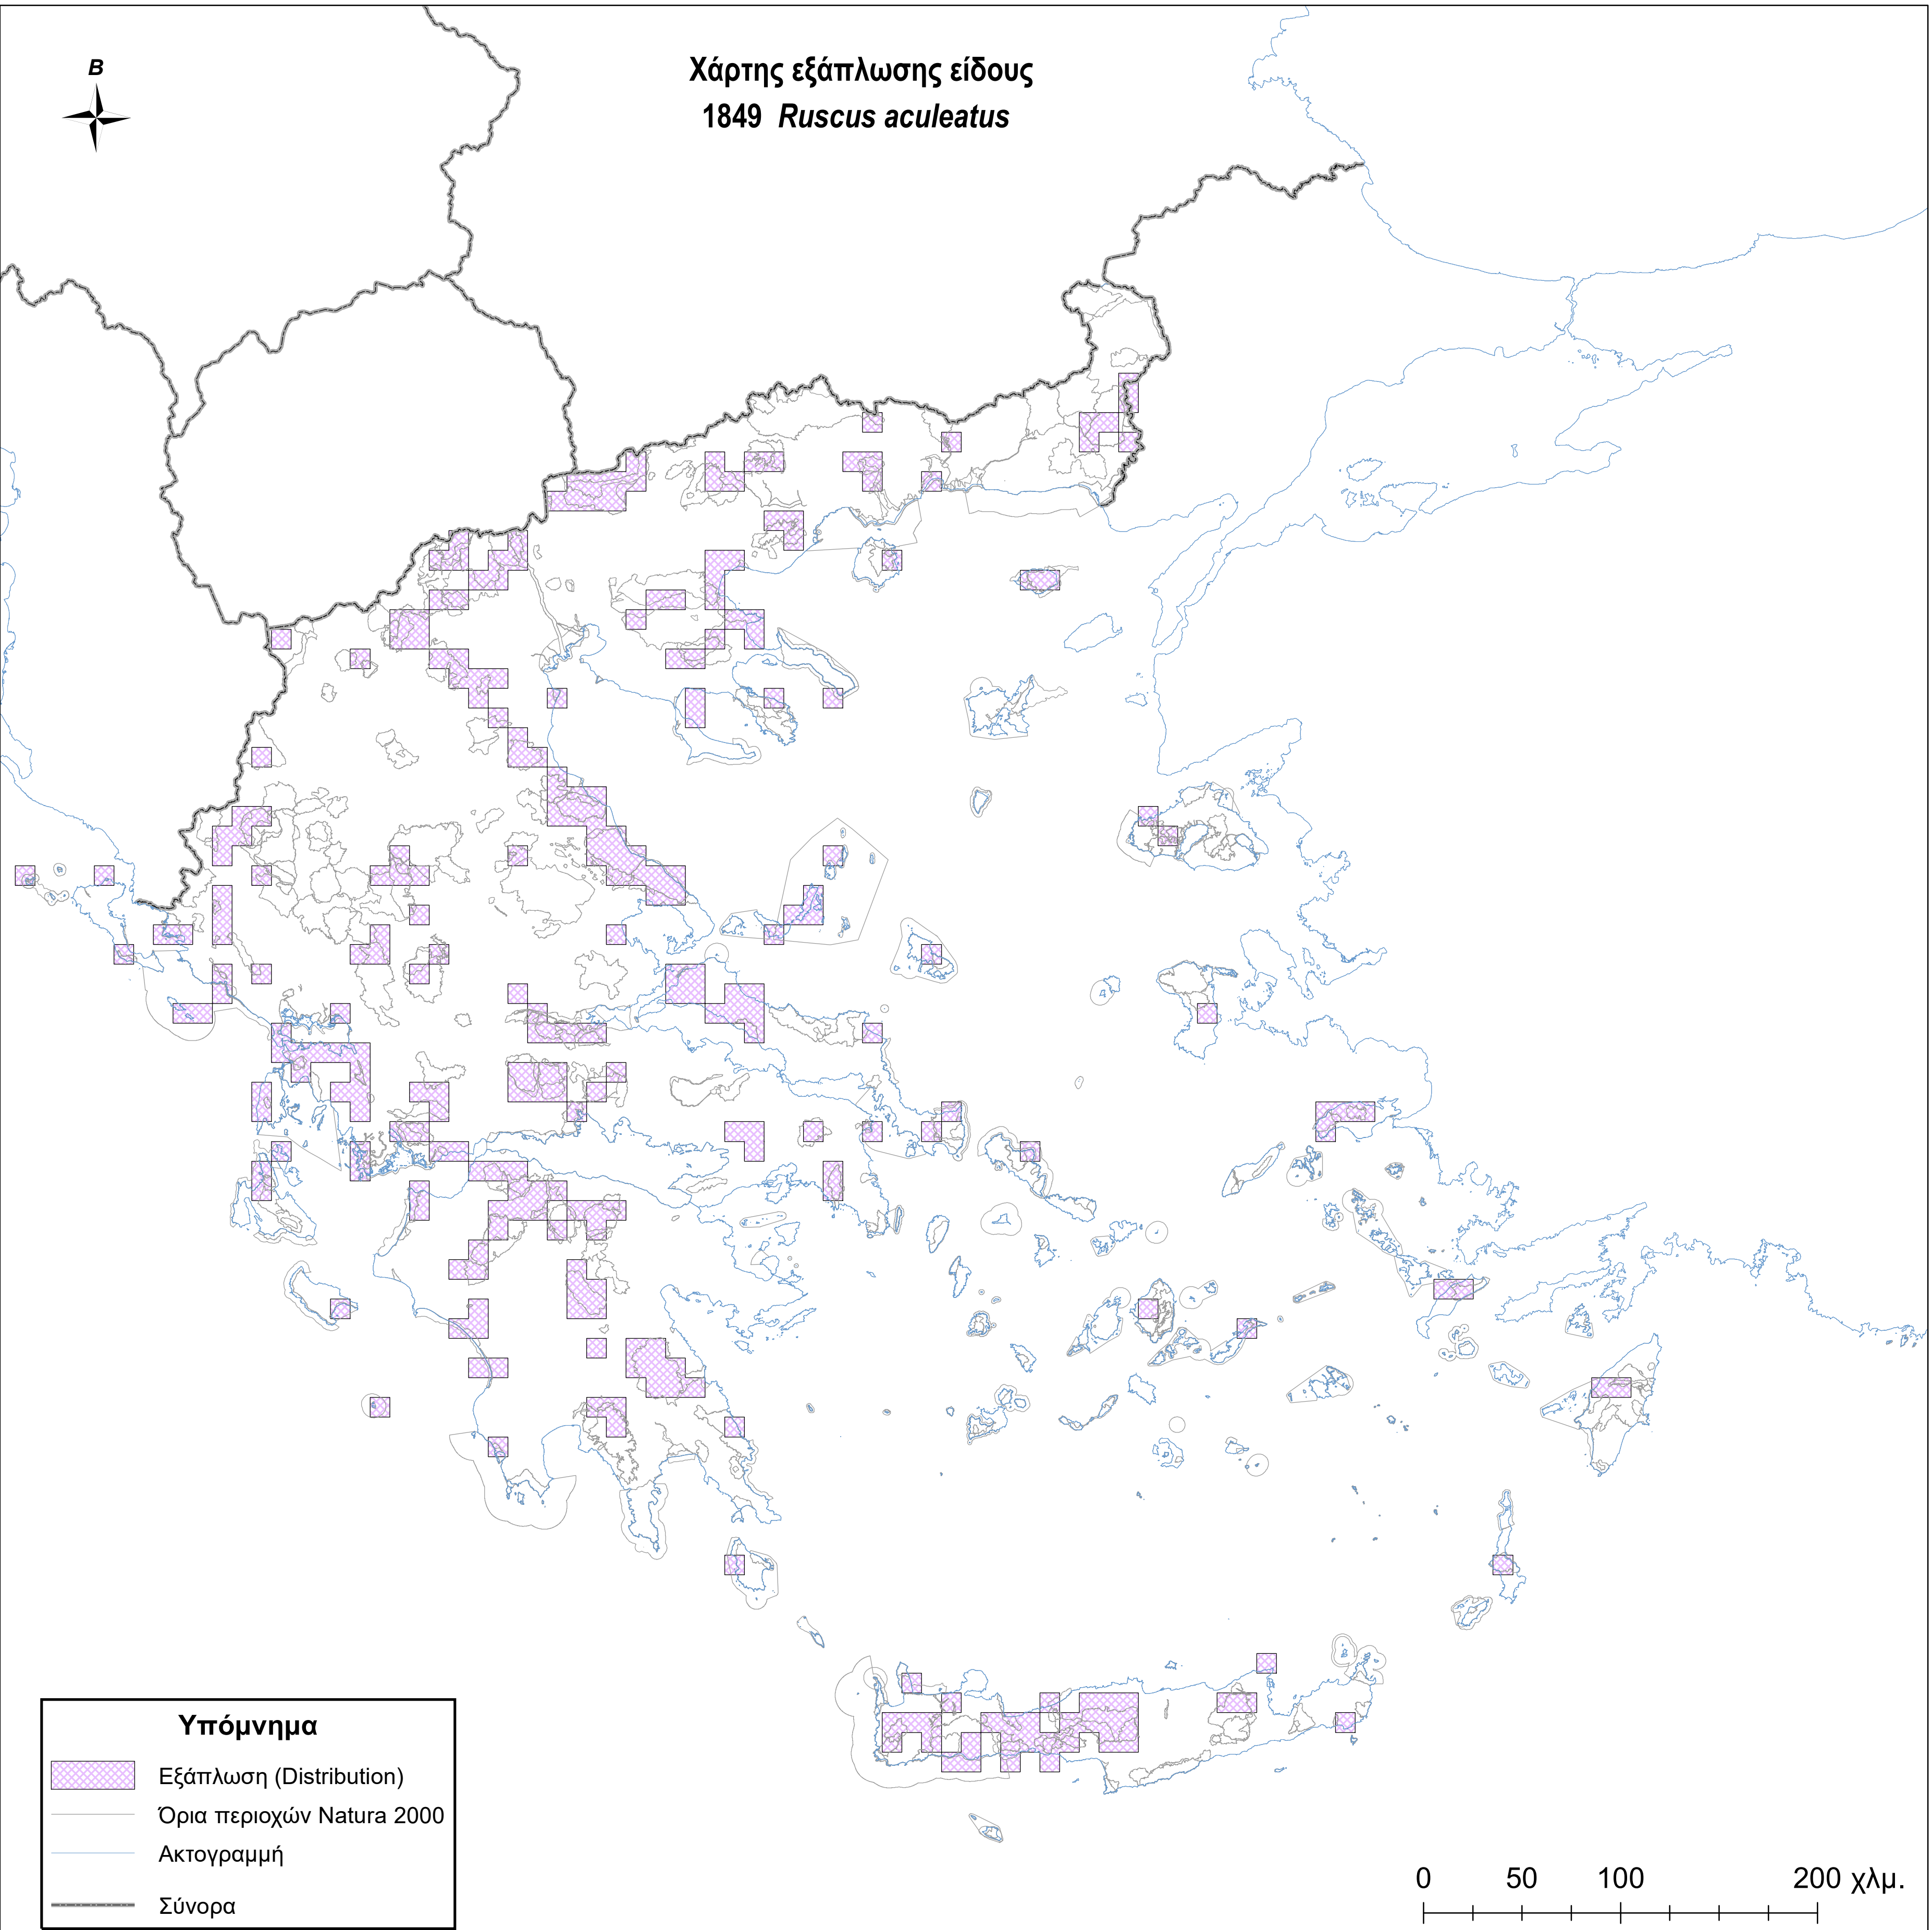 Χάρτης εξάπλωσης είδους
1849 Ruscus aculeatus
Β
Υπόμνημα
Εξάπλωση (Distribution)
Όρια περιοχών Natura 2000
Ακτογραμμή
Σύνορα
0 50 100 200 χλμ.